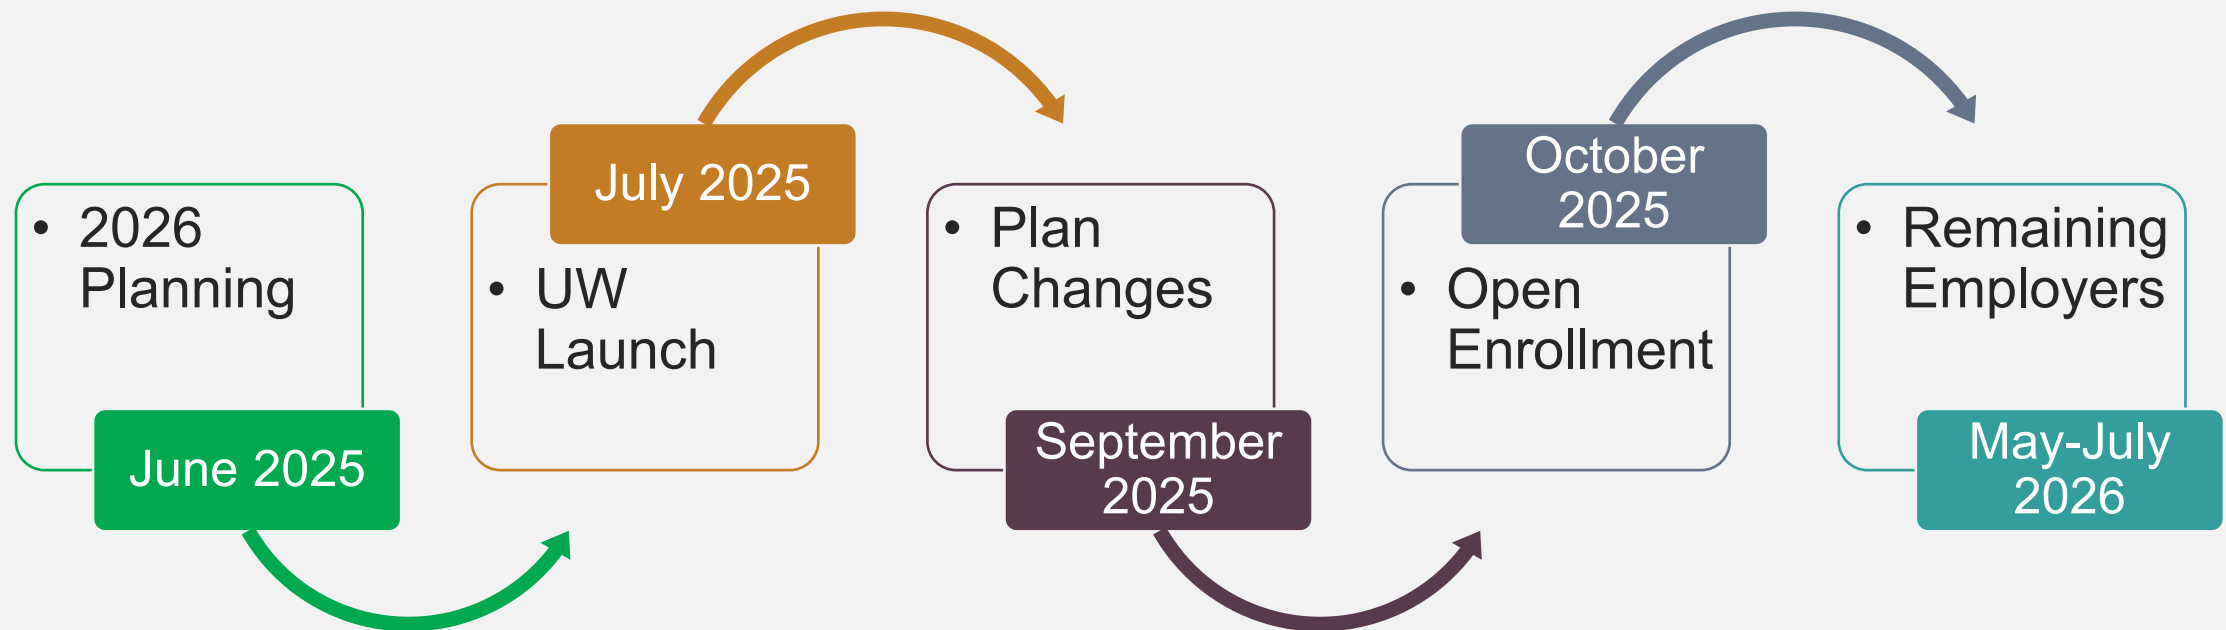 • 2026
Planning
June 2025
July 2025
• UW
Launch
• Plan
Changes
September
2025
October
2025
• Open
Enrollment
• Remaining
Employers
May-July
2026